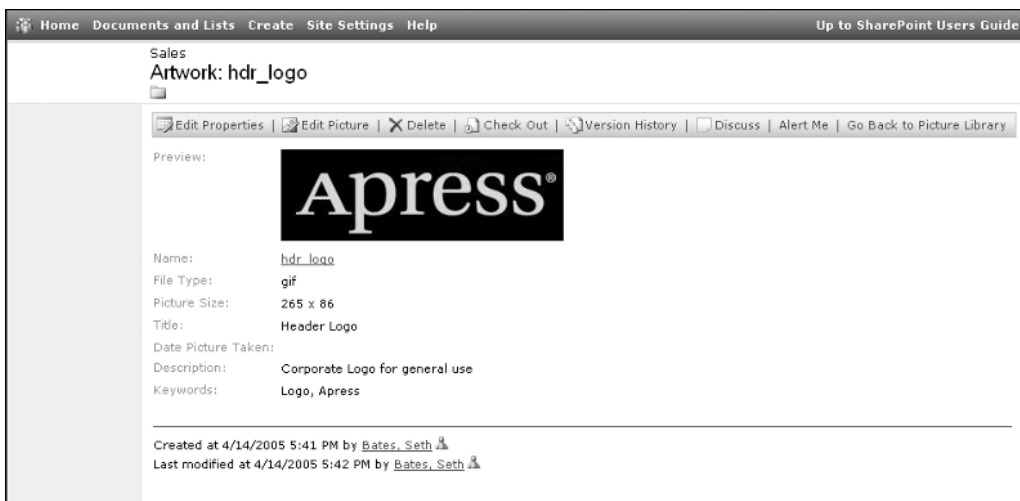 Home Documents and Lists Create Site Settings Help Up to SharePoint Users Guide
Sales
Artwork: hdr_logo
Edit Properties | Edit Picture | Delete | Check Out | Version History | Discuss | Alert Me | Go Back to Picture Library
Preview:
Apress®
Name: hdr_logo
File Type: gif
Picture Size: 265 x 86
Title: Header Logo
Date Picture Taken:
Description: Corporate Logo for general use
Keywords: Logo, Apress
Created at 4/14/2005 5:41 PM by Bates, Seth
Last modified at 4/14/2005 5:42 PM by Bates, Seth